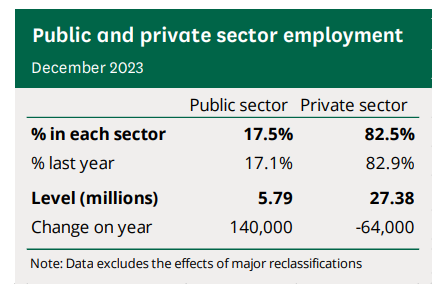 Public and private sector employment
December 2023
Public sector Private sector
% in each sector 17.5% 82.5%
% last year 17.1% 82.9%
Level (millions) 5.79 27.38
Change on year 140,000 -64,000
Note: Data excludes the effects of major reclassifications